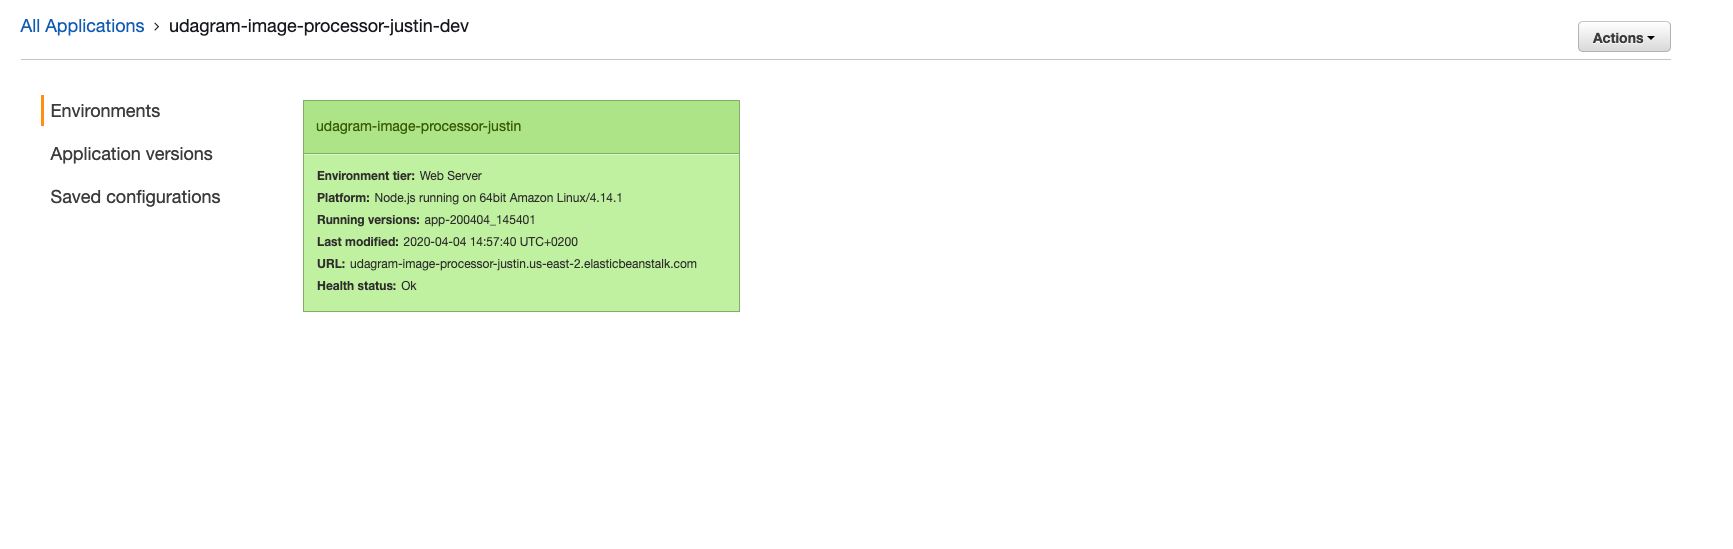 All Applications › udagram-image-processor-justin-dev
Actions
Environments
Application versions
Saved configurations
udagram-image-processor-justin
Environment tier: Web Server
Platform: Node.js running on 64bit Amazon Linux/4.14.1
Running versions: app-200404_145401
Last modified: 2020-04-04 14:57:40 UTC+0200
URL: udagram-image-processor-justin.us-east-2.elasticbeanstalk.com
Health status: Ok